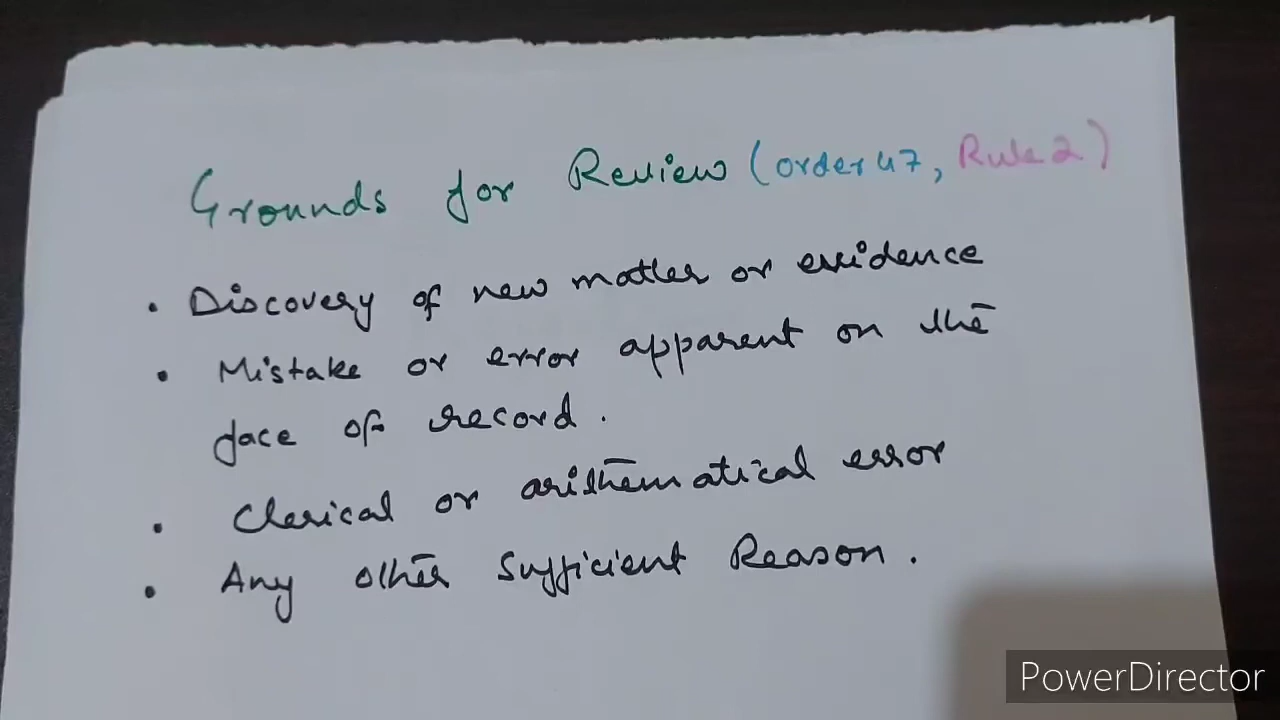 Grounds for Review (order 47, Rule 2)
• Discovery of new matter or evidence
• Mistake or error apparent on the
face of record.
• Clerical or arithematical error
• Any other Sufficient Reason.
PowerDirector